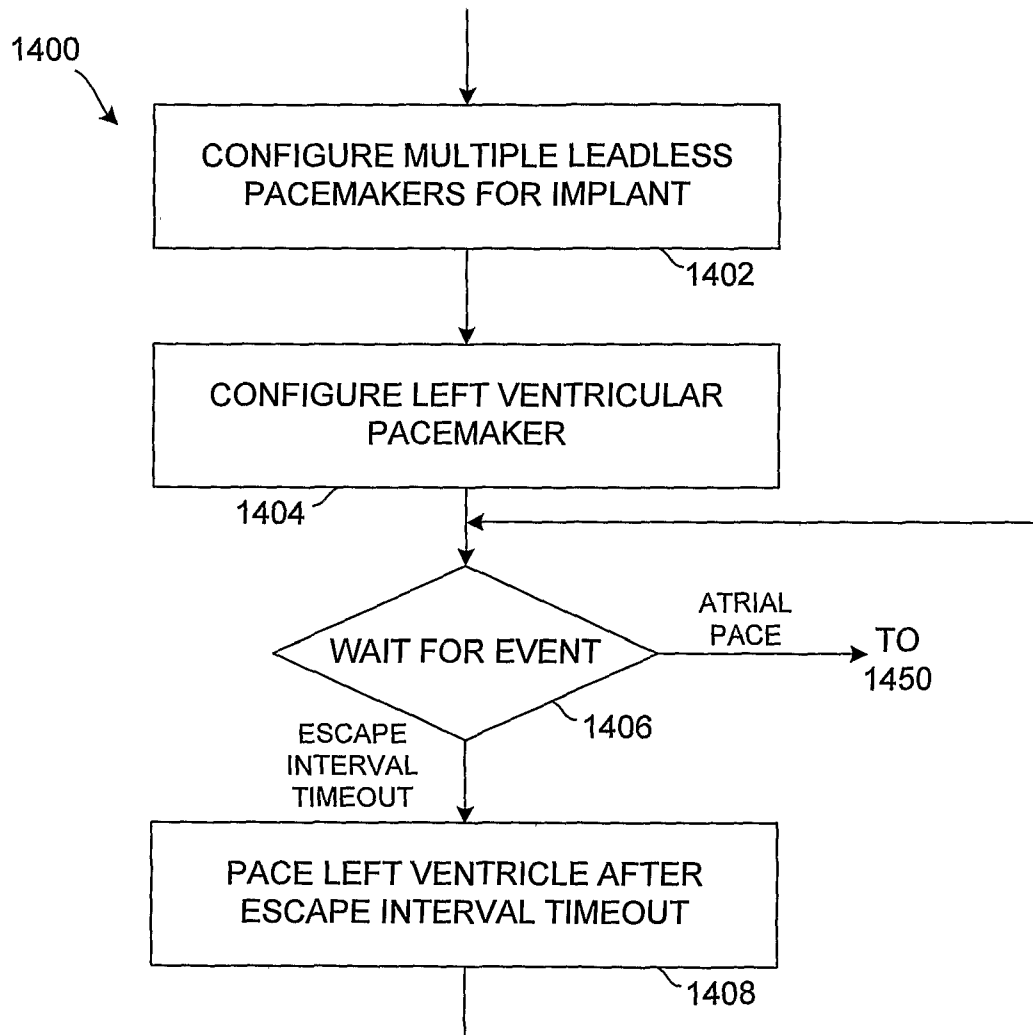 1400
CONFIGURE MULTIPLE LEADLESS
PACEMAKERS FOR IMPLANT
1402
CONFIGURE LEFT VENTRICULAR
PACEMAKER
1404
WAIT FOR EVENT
ATRIAL
PACE
TO
1450
1406
ESCAPE
INTERVAL
TIMEOUT
PACE LEFT VENTRICLE AFTER
ESCAPE INTERVAL TIMEOUT
1408